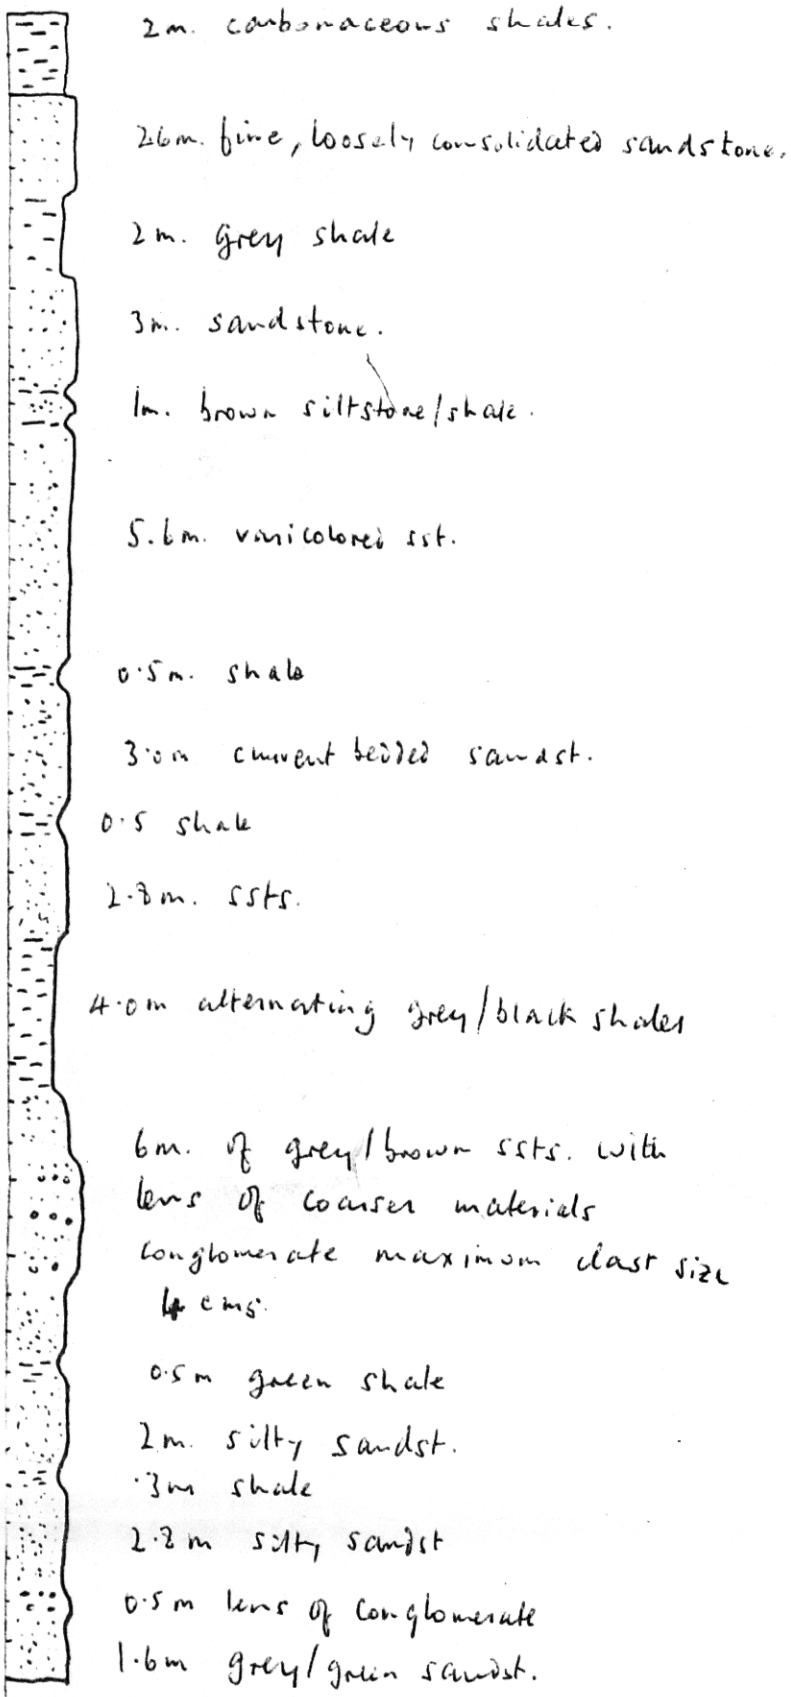 2m. carbonaceous shales.
2.6m. fine, loosely consolidated sandstone.
2m. grey shale
3m. sandstone.
1m. brown siltstone/shale.
5.6m. varicolored sst.
0.5m. shale
3.0m current bedded sandst.
0.5 shale
2.8m. ssts.
4.0m alternating grey/black shales
6m. of grey/brown ssts. with
lens of coarser materials
conglomerate maximum clast size
4 cms.
0.5m green shale
2m. silty sandst.
.3m shale
2.8m silty sandst
0.5m lens of conglomerate
1.6m grey/green sandst.